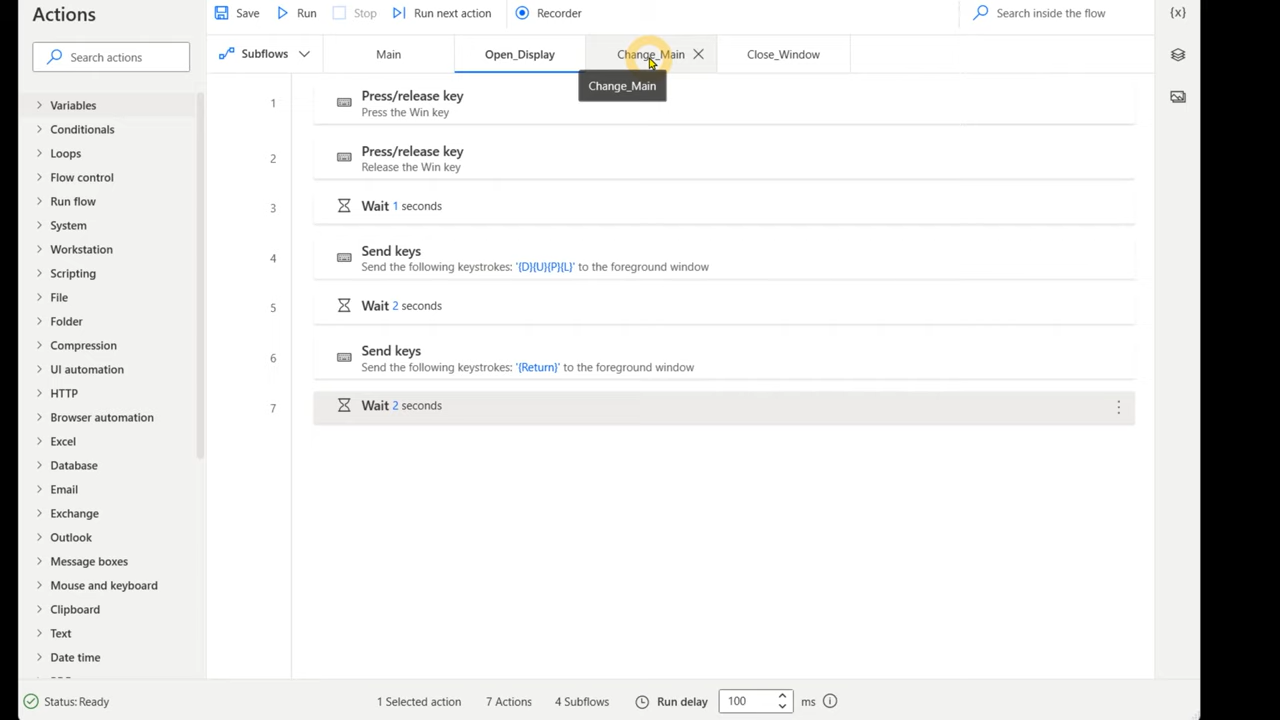 Actions
Save Run Stop Run next action Recorder Search inside the flow {x}
Search actions
Subflows Main Open_Display Change_Main Close_Window
Change_Main
Variables
Conditionals
Loops
Flow control
Run flow
System
Workstation
Scripting
File
Folder
Compression
UI automation
HTTP
Browser automation
Excel
Database
Email
Exchange
Outlook
Message boxes
Mouse and keyboard
Clipboard
Text
Date time
1 Press/release key
Press the Win key
2 Press/release key
Release the Win key
3 Wait 1 seconds
4 Send keys
Send the following keystrokes: '{D}{U}{P}{L}' to the foreground window
5 Wait 2 seconds
6 Send keys
Send the following keystrokes: '{Return}' to the foreground window
7 Wait 2 seconds
Status: Ready 1 Selected action 7 Actions 4 Subflows Run delay 100 ms